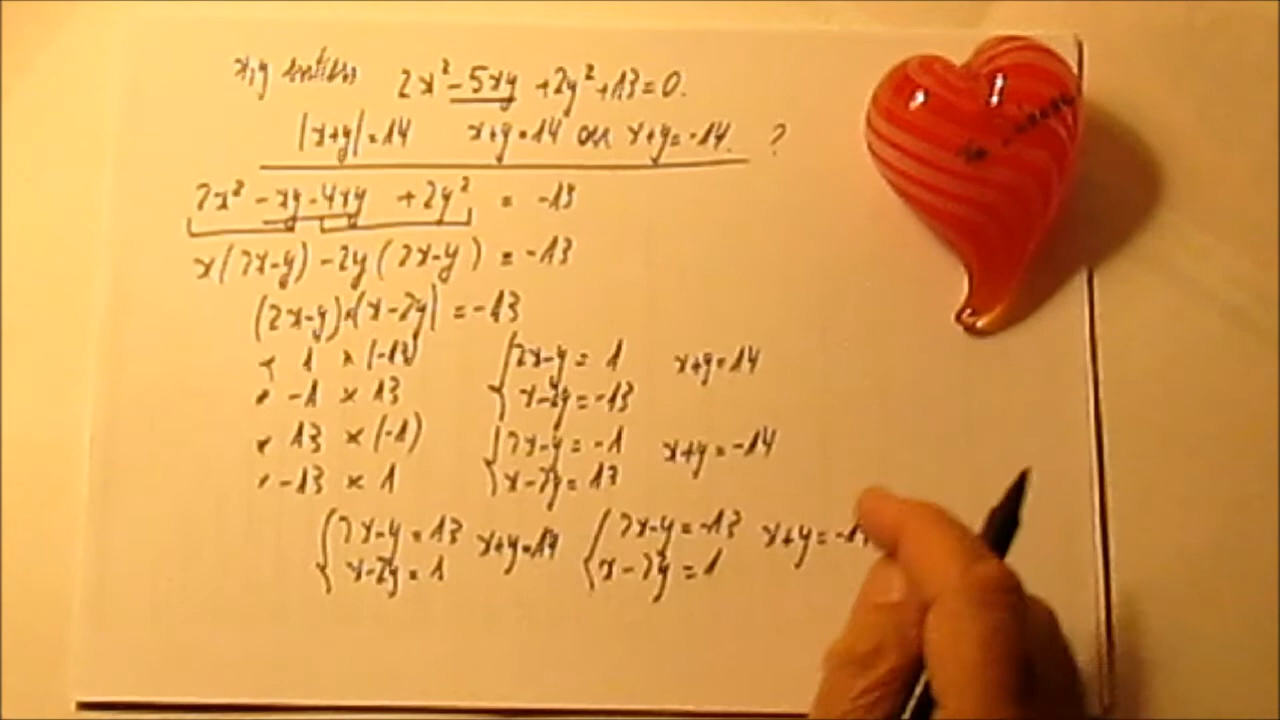 x,y entiers 2x² - 5xy + 2y² + 13 = 0.
|x+y| = 14 x+y = 14 ou x+y = -14. ?
2x² - xy - 4xy + 2y² = -13
x(2x-y) - 2y(2x-y) = -13
(2x-y)×(x-2y) = -13
* 1 × (-13)
* -1 × 13
* 13 × (-1)
* -13 × 1
{2x-y = 1 x+y = 14
x-2y = -13
{2x-y = -1 x+y = -14
x-2y = 13
{2x-y = 13 x+y = 14
x-2y = 1
{2x-y = -13 x+y = -1
x-2y = 1